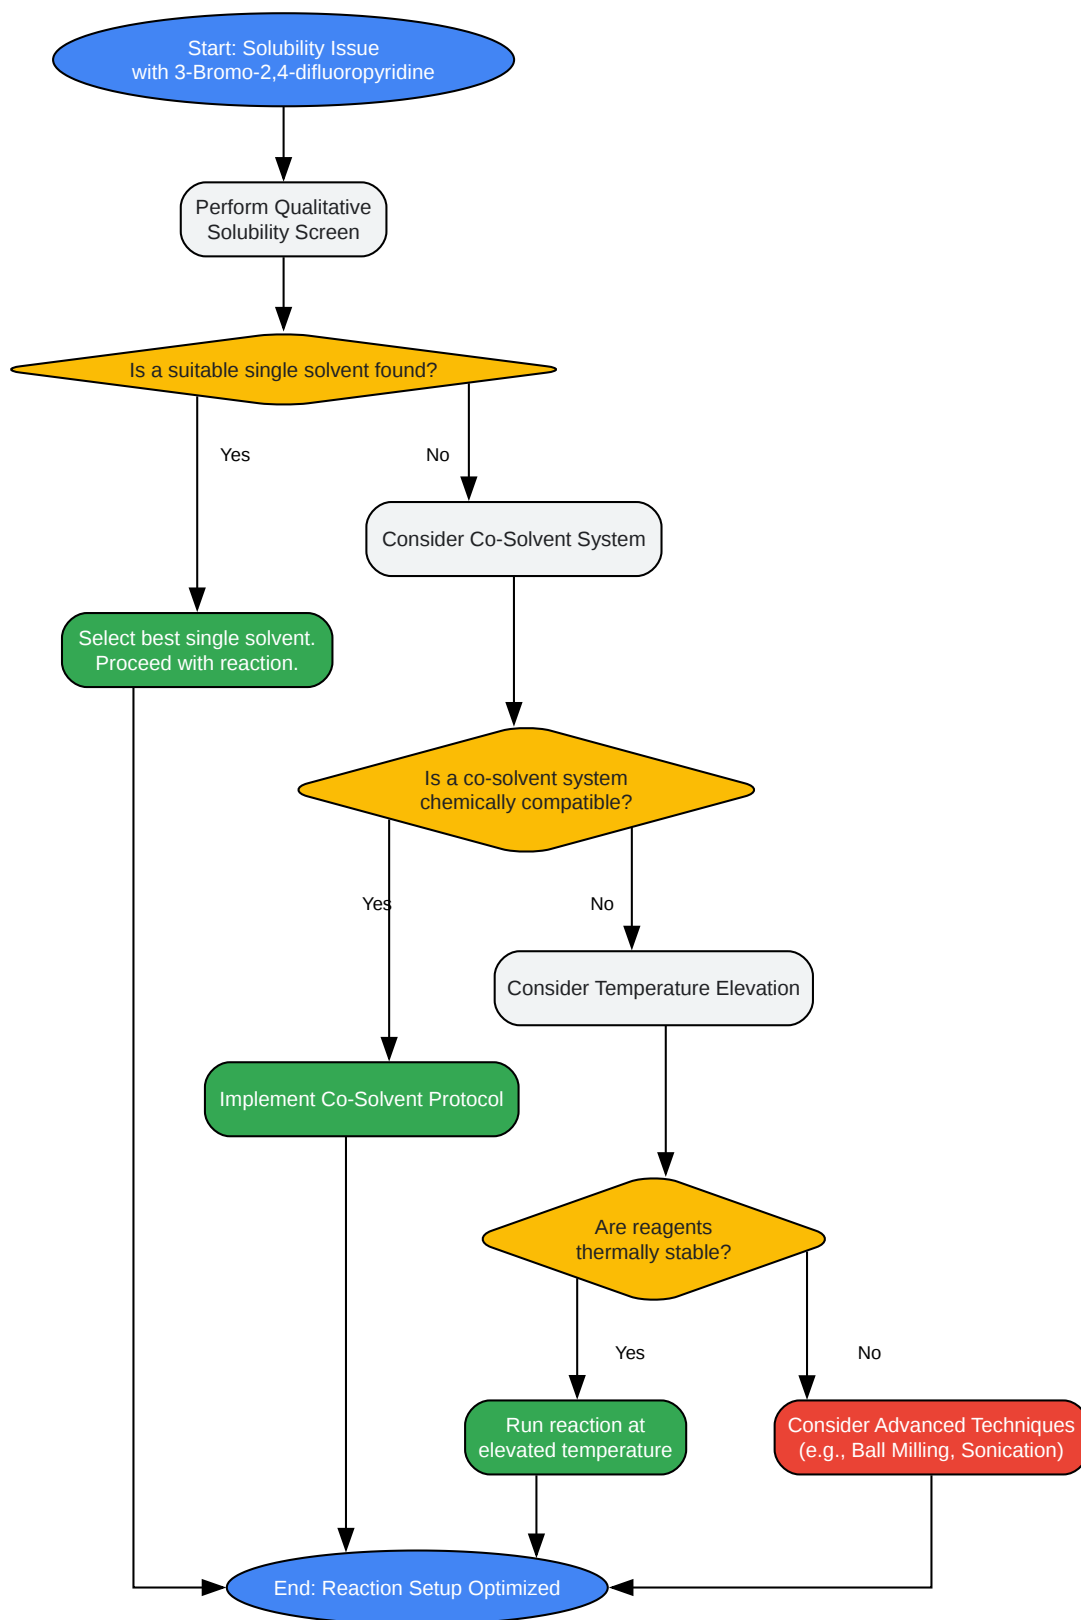 Start: Solubility Issue
with 3-Bromo-2,4-difluoropyridine
Perform Qualitative
Solubility Screen
Is a suitable single solvent found?
Yes
No
Consider Co-Solvent System
Select best single solvent.
Proceed with reaction.
Is a co-solvent system
chemically compatible?
Yes
No
Consider Temperature Elevation
Implement Co-Solvent Protocol
Are reagents
thermally stable?
Yes
No
Run reaction at
elevated temperature
Consider Advanced Techniques
(e.g., Ball Milling, Sonication)
End: Reaction Setup Optimized